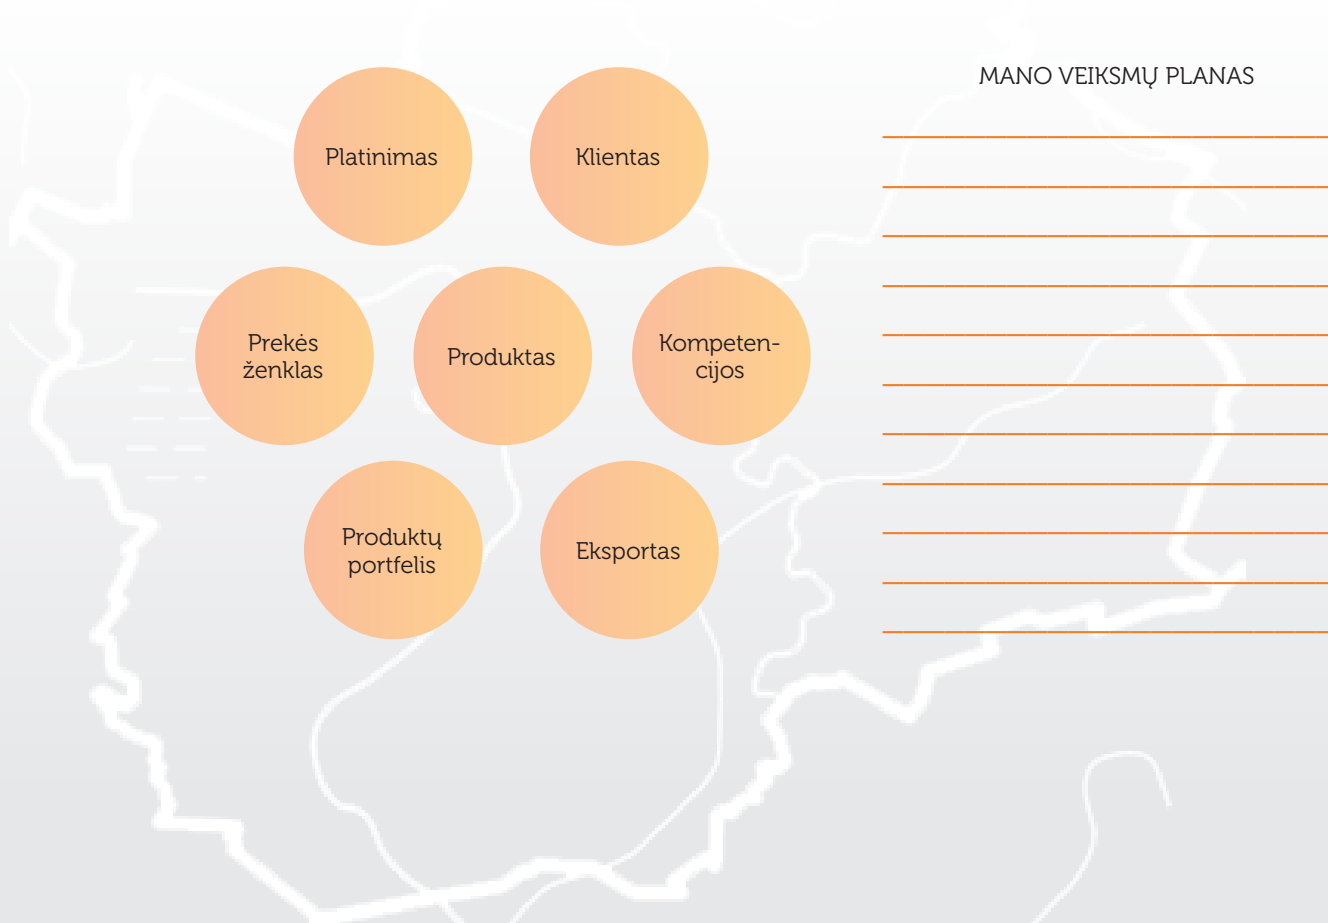 MANO VEIKSMŲ PLANAS
Platinimas
Klientas
Prekės
ženklas
Produktas
Kompeten-
cijos
Produktų
portfelis
Eksportas